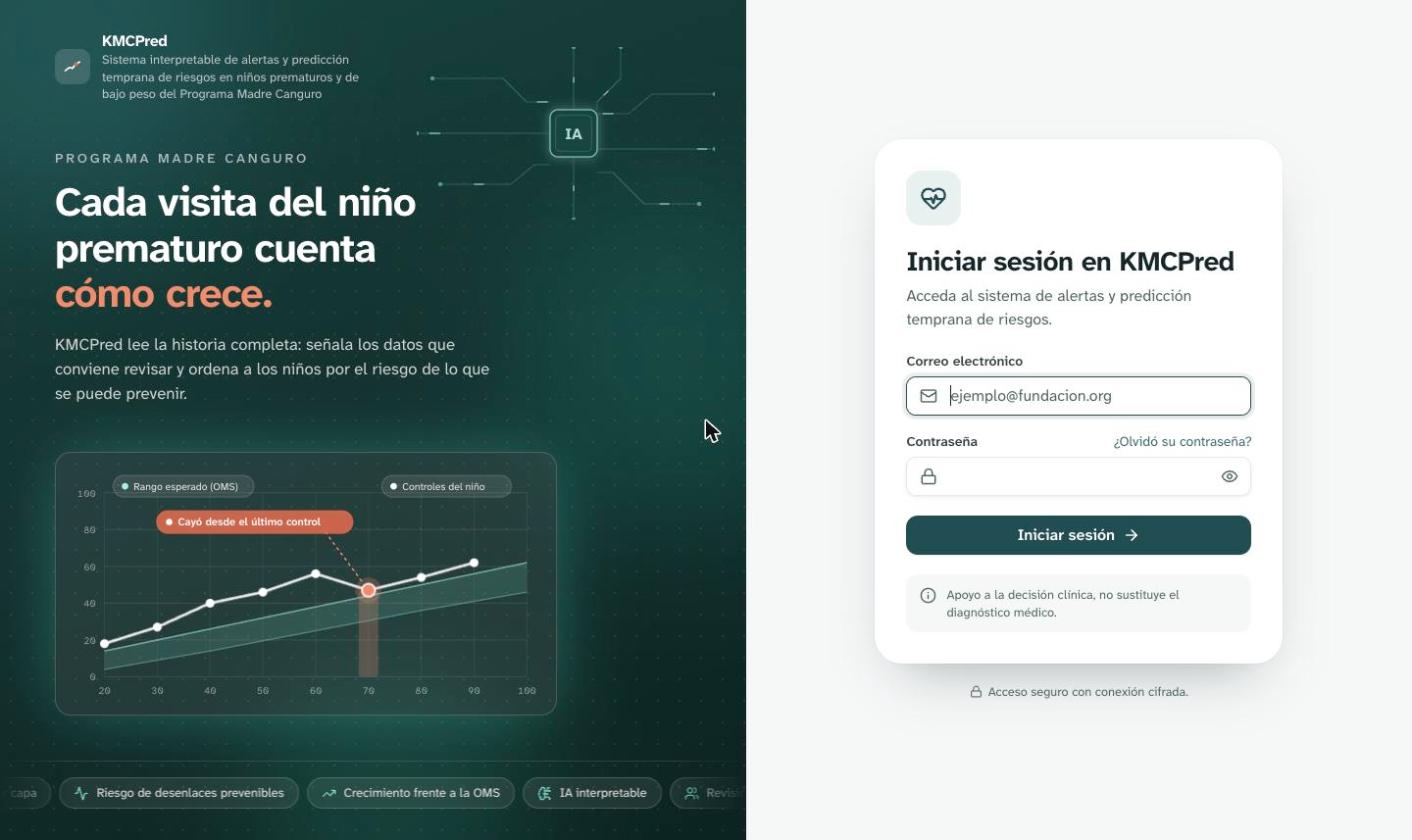 KMCPred
Sistema interpretable de alertas y predicción
temprana de riesgos en niños prematuros y de
bajo peso del Programa Madre Canguro
IA
PROGRAMA MADRE CANGURO
Cada visita del niño
prematuro cuenta
cómo crece.
KMCPred lee la historia completa: señala los datos que
conviene revisar y ordena a los niños por el riesgo de lo que
se puede prevenir.
Rango esperado (OMS)
Controles del niño
Cayó desde el último control
100
80
60
40
20
0
20 30 40 50 60 70 80 90 100
capa
Riesgo de desenlaces prevenibles
Crecimiento frente a la OMS
IA interpretable
Iniciar sesión en KMCPred
Acceda al sistema de alertas y predicción
temprana de riesgos.
Correo electrónico
ejemplo@fundacion.org
Contraseña ¿Olvidó su contraseña?
Iniciar sesión
Apoyo a la decisión clínica, no sustituye el
diagnóstico médico.
Acceso seguro con conexión cifrada.